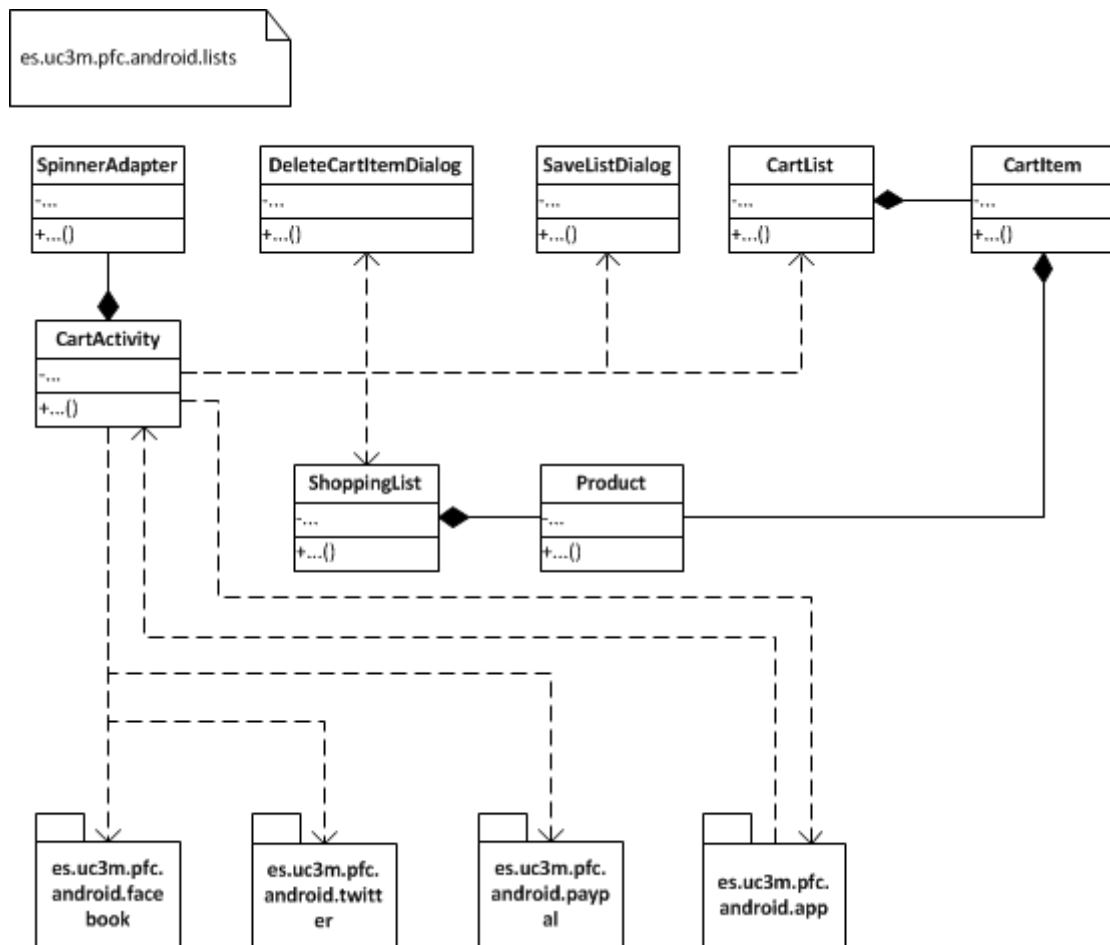 es.uc3m.pfc.android.lists
SpinnerAdapter
-...
+...()
DeleteCartItemDialog
-...
+...()
SaveListDialog
-...
+...()
CartList
-...
+...()
CartItem
-...
+...()
CartActivity
-...
+...()
ShoppingList
-...
+...()
Product
-...
+...()
es.uc3m.pfc.
android.face
book
es.uc3m.pfc.
android.twitt
er
es.uc3m.pfc.
android.payp
al
es.uc3m.pfc.
android.app